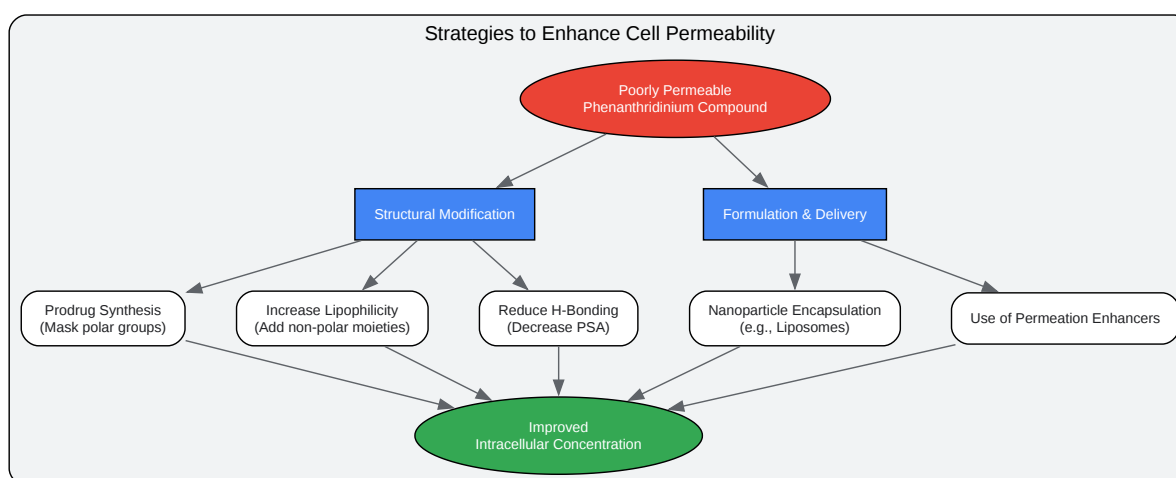 Strategies to Enhance Cell Permeability
Poorly Permeable
Phenanthridinium Compound
Structural Modification
Formulation & Delivery
Prodrug Synthesis
(Mask polar groups)
Increase Lipophilicity
(Add non-polar moieties)
Reduce H-Bonding
(Decrease PSA)
Nanoparticle Encapsulation
(e.g., Liposomes)
Use of Permeation Enhancers
Improved
Intracellular Concentration